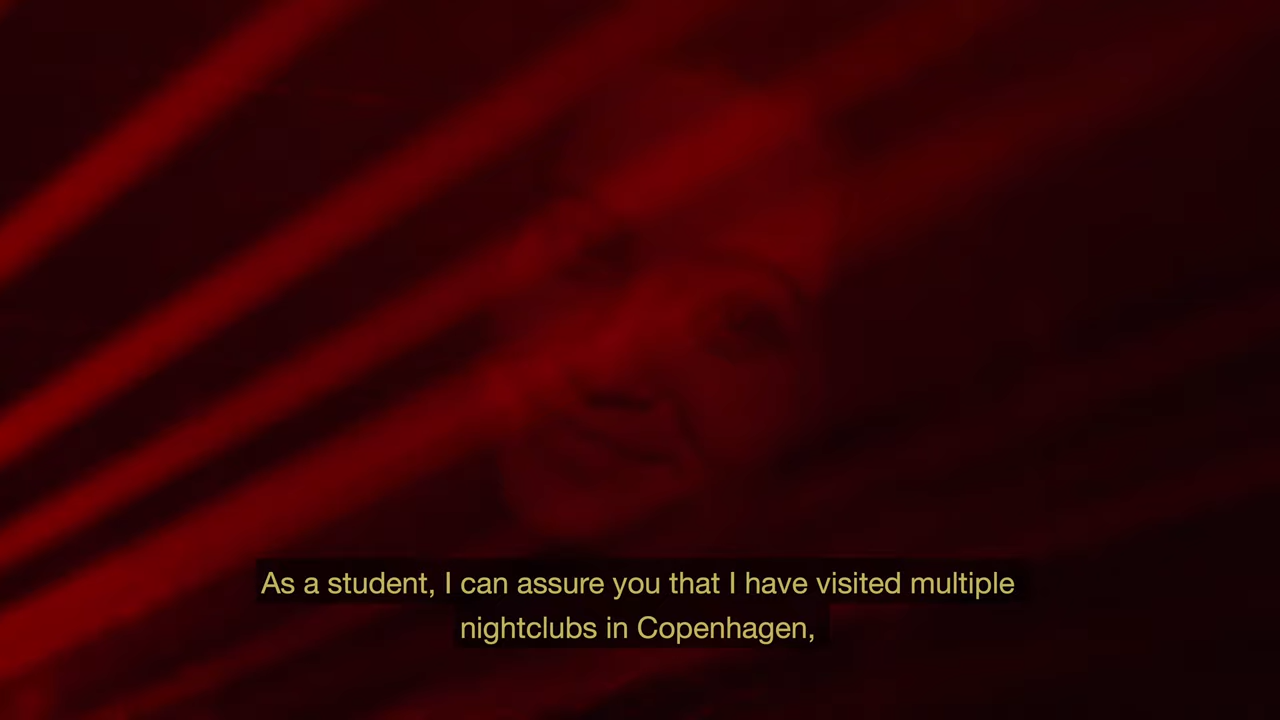 As a student, I can assure you that I have visited multiple
nightclubs in Copenhagen,